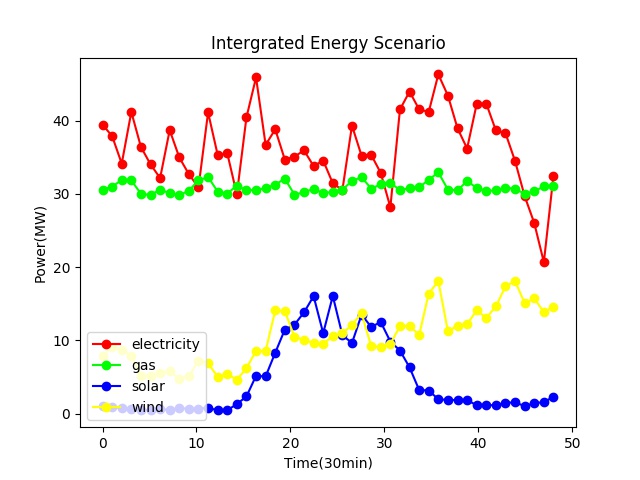 Intergrated Energy Scenario
Power(MW)
40
30
20
10
0
electricity
gas
solar
wind
0 10 20 30 40 50
Time(30min)